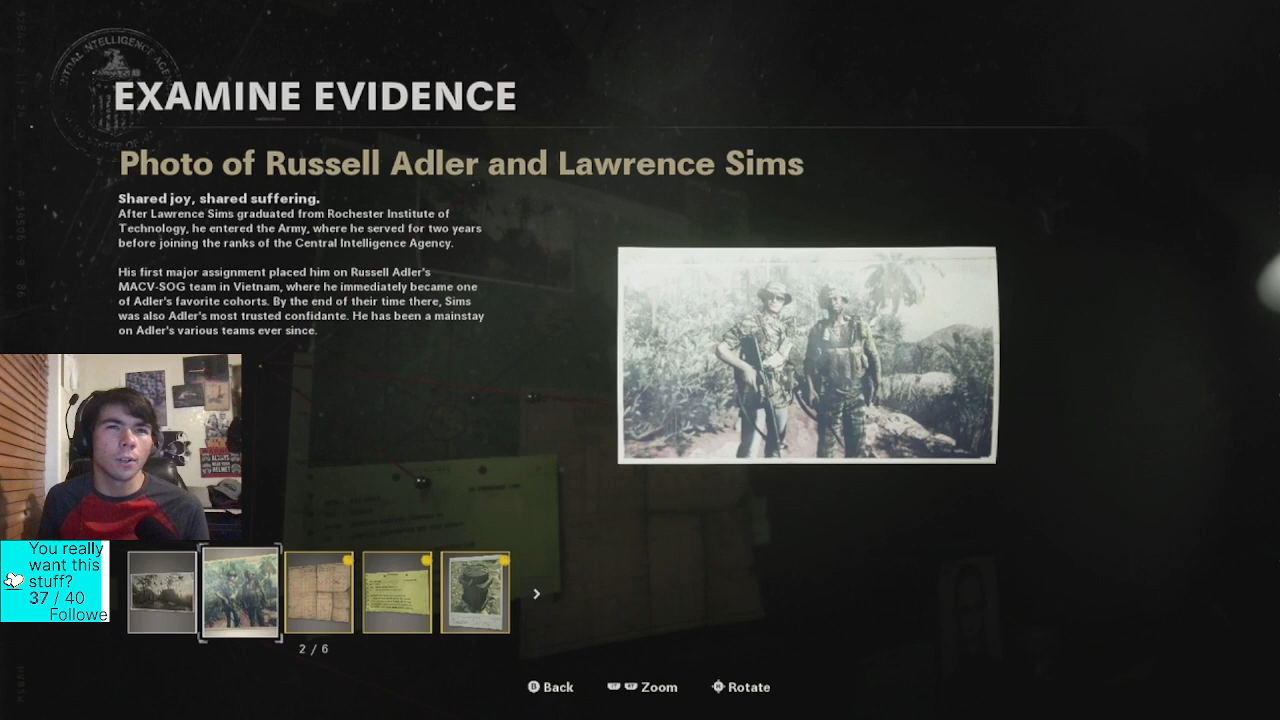 CENTRAL INTELLIGENCE AGENCY
EXAMINE EVIDENCE
Photo of Russell Adler and Lawrence Sims
Shared joy, shared suffering.
After Lawrence Sims graduated from Rochester Institute of
Technology, he entered the Army, where he served for two years
before joining the ranks of the Central Intelligence Agency.
His first major assignment placed him on Russell Adler's
MACV-SOG team in Vietnam, where he immediately became one
of Adler's favorite cohorts. By the end of their time there, Sims
was also Adler's most trusted confidante. He has been a mainstay
on Adler's various teams ever since.
You really
want this
stuff?
37 / 40
Followe
2 / 6
B Back
LT RT Zoom
R Rotate